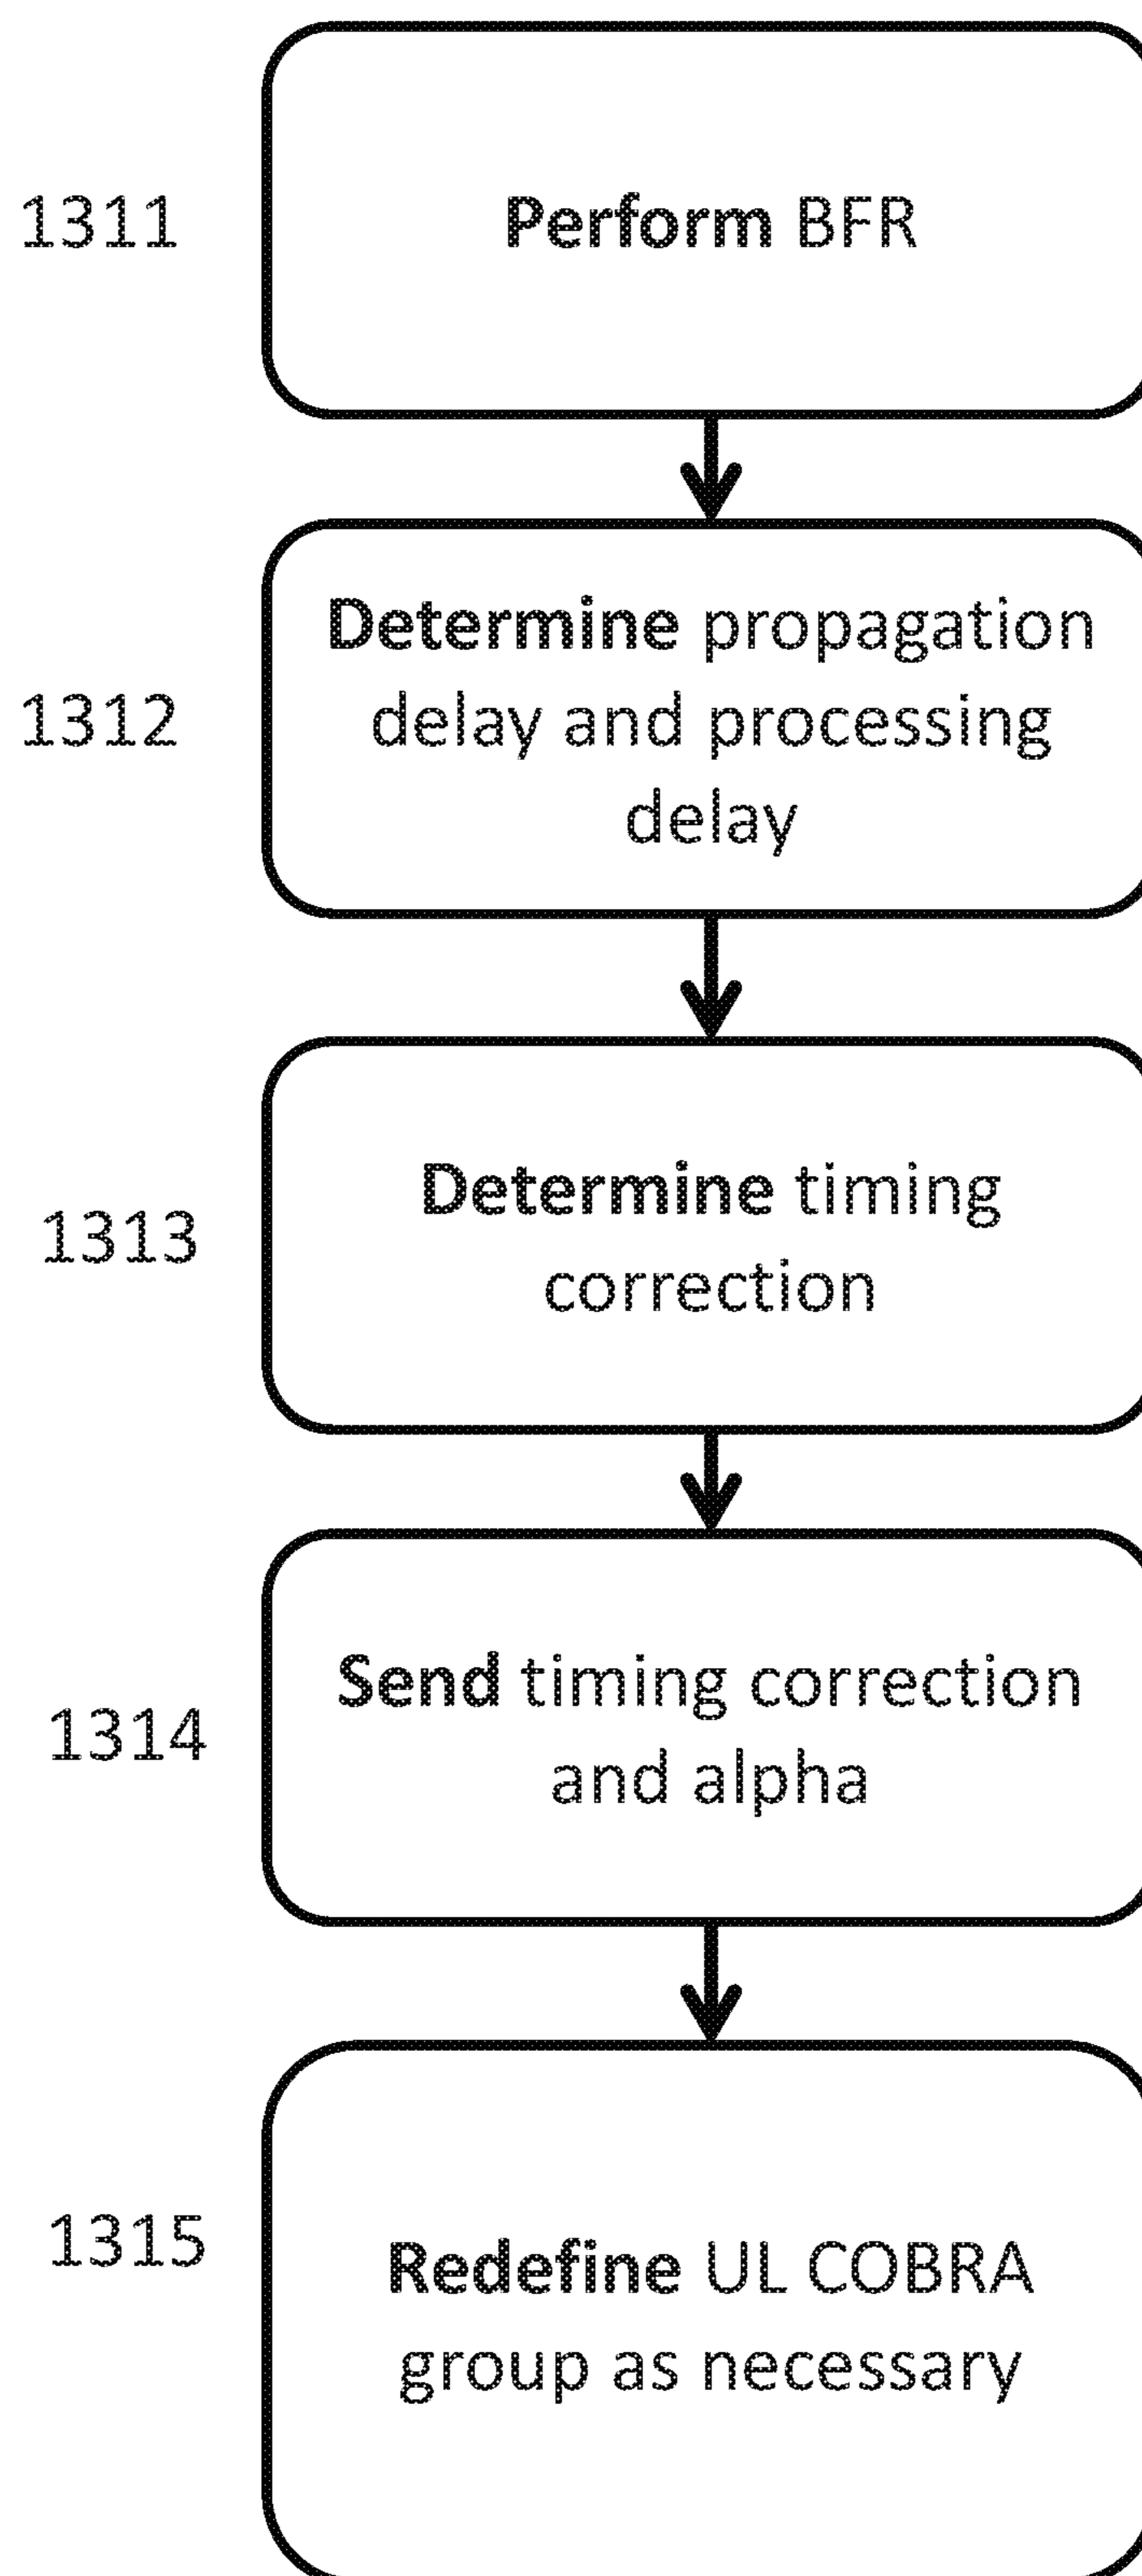 1311
Perform BFR
1312
Determine propagation
delay and processing
delay
1313
Determine timing
correction
1314
Send timing correction
and alpha
1315
Redefine UL COBRA
group as necessary